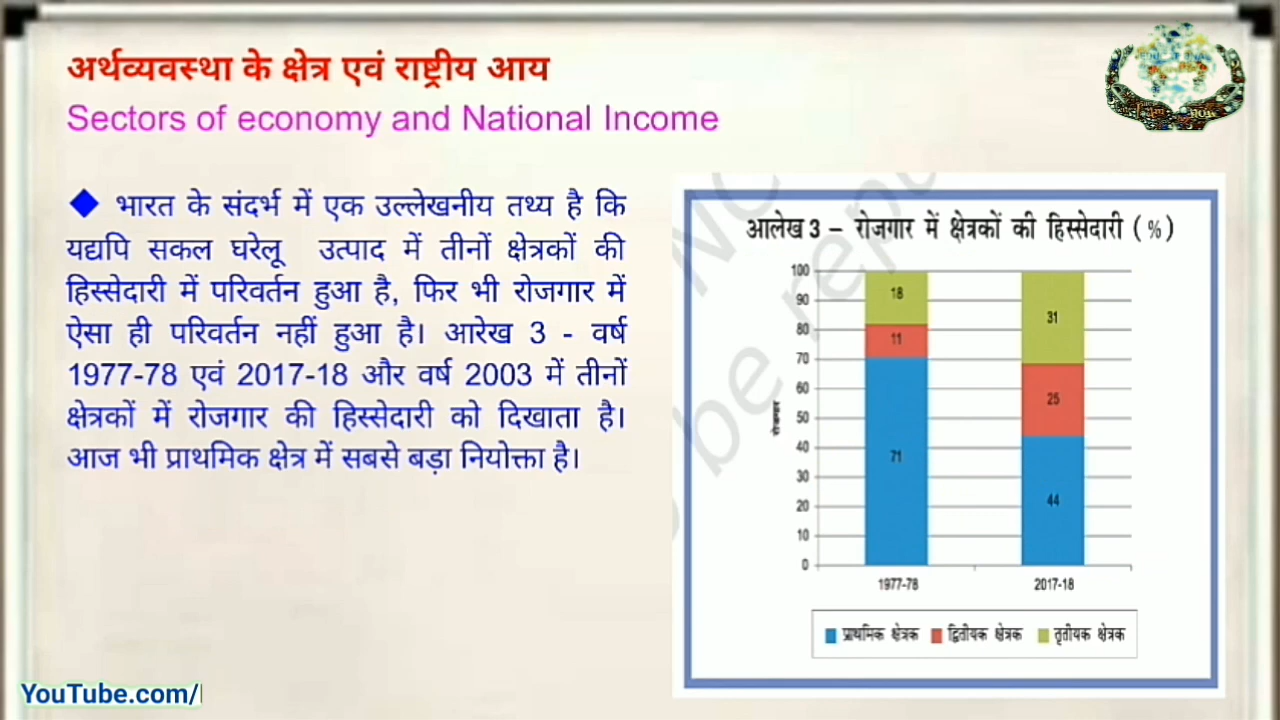 अर्थव्यवस्था के क्षेत्र एवं राष्ट्रीय आय
Sectors of economy and National Income
भारत के संदर्भ में एक उल्लेखनीय तथ्य है कि
यद्यपि सकल घरेलू उत्पाद में तीनों क्षेत्रकों की
हिस्सेदारी में परिवर्तन हुआ है, फिर भी रोजगार में
ऐसा ही परिवर्तन नहीं हुआ है। आरेख 3 - वर्ष
1977-78 एवं 2017-18 और वर्ष 2003 में तीनों
क्षेत्रकों में रोजगार की हिस्सेदारी को दिखाता है।
आज भी प्राथमिक क्षेत्र में सबसे बड़ा नियोक्ता है।
आलेख 3 – रोजगार में क्षेत्रकों की हिस्सेदारी (%)
100
90
80
70
60
50
40
30
20
10
0
रोजगार
18
11
71
31
25
44
1977-78
2017-18
प्राथमिक क्षेत्रक
द्वितीयक क्षेत्रक
तृतीयक क्षेत्रक
be
YouTube.com/